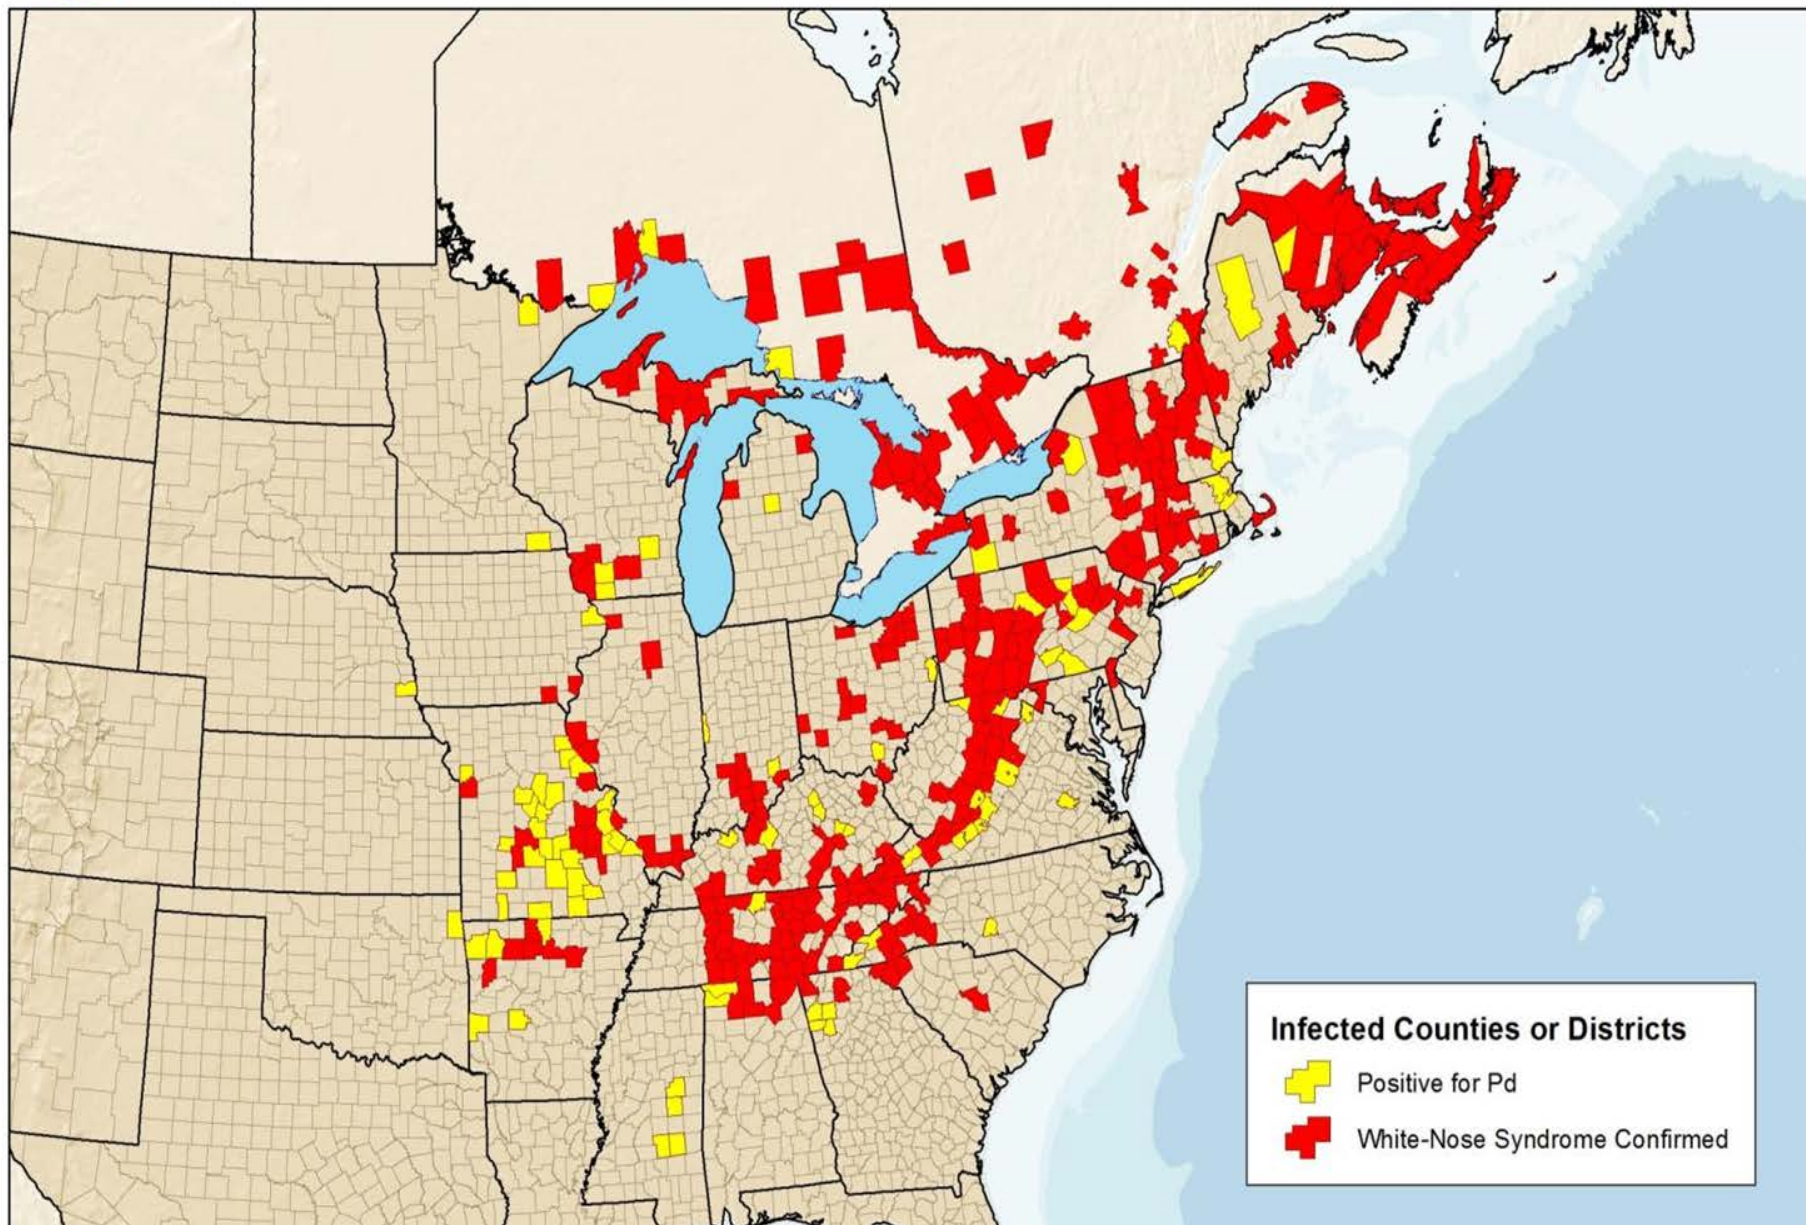 Infected Counties or Districts
Positive for Pd
White-Nose Syndrome Confirmed